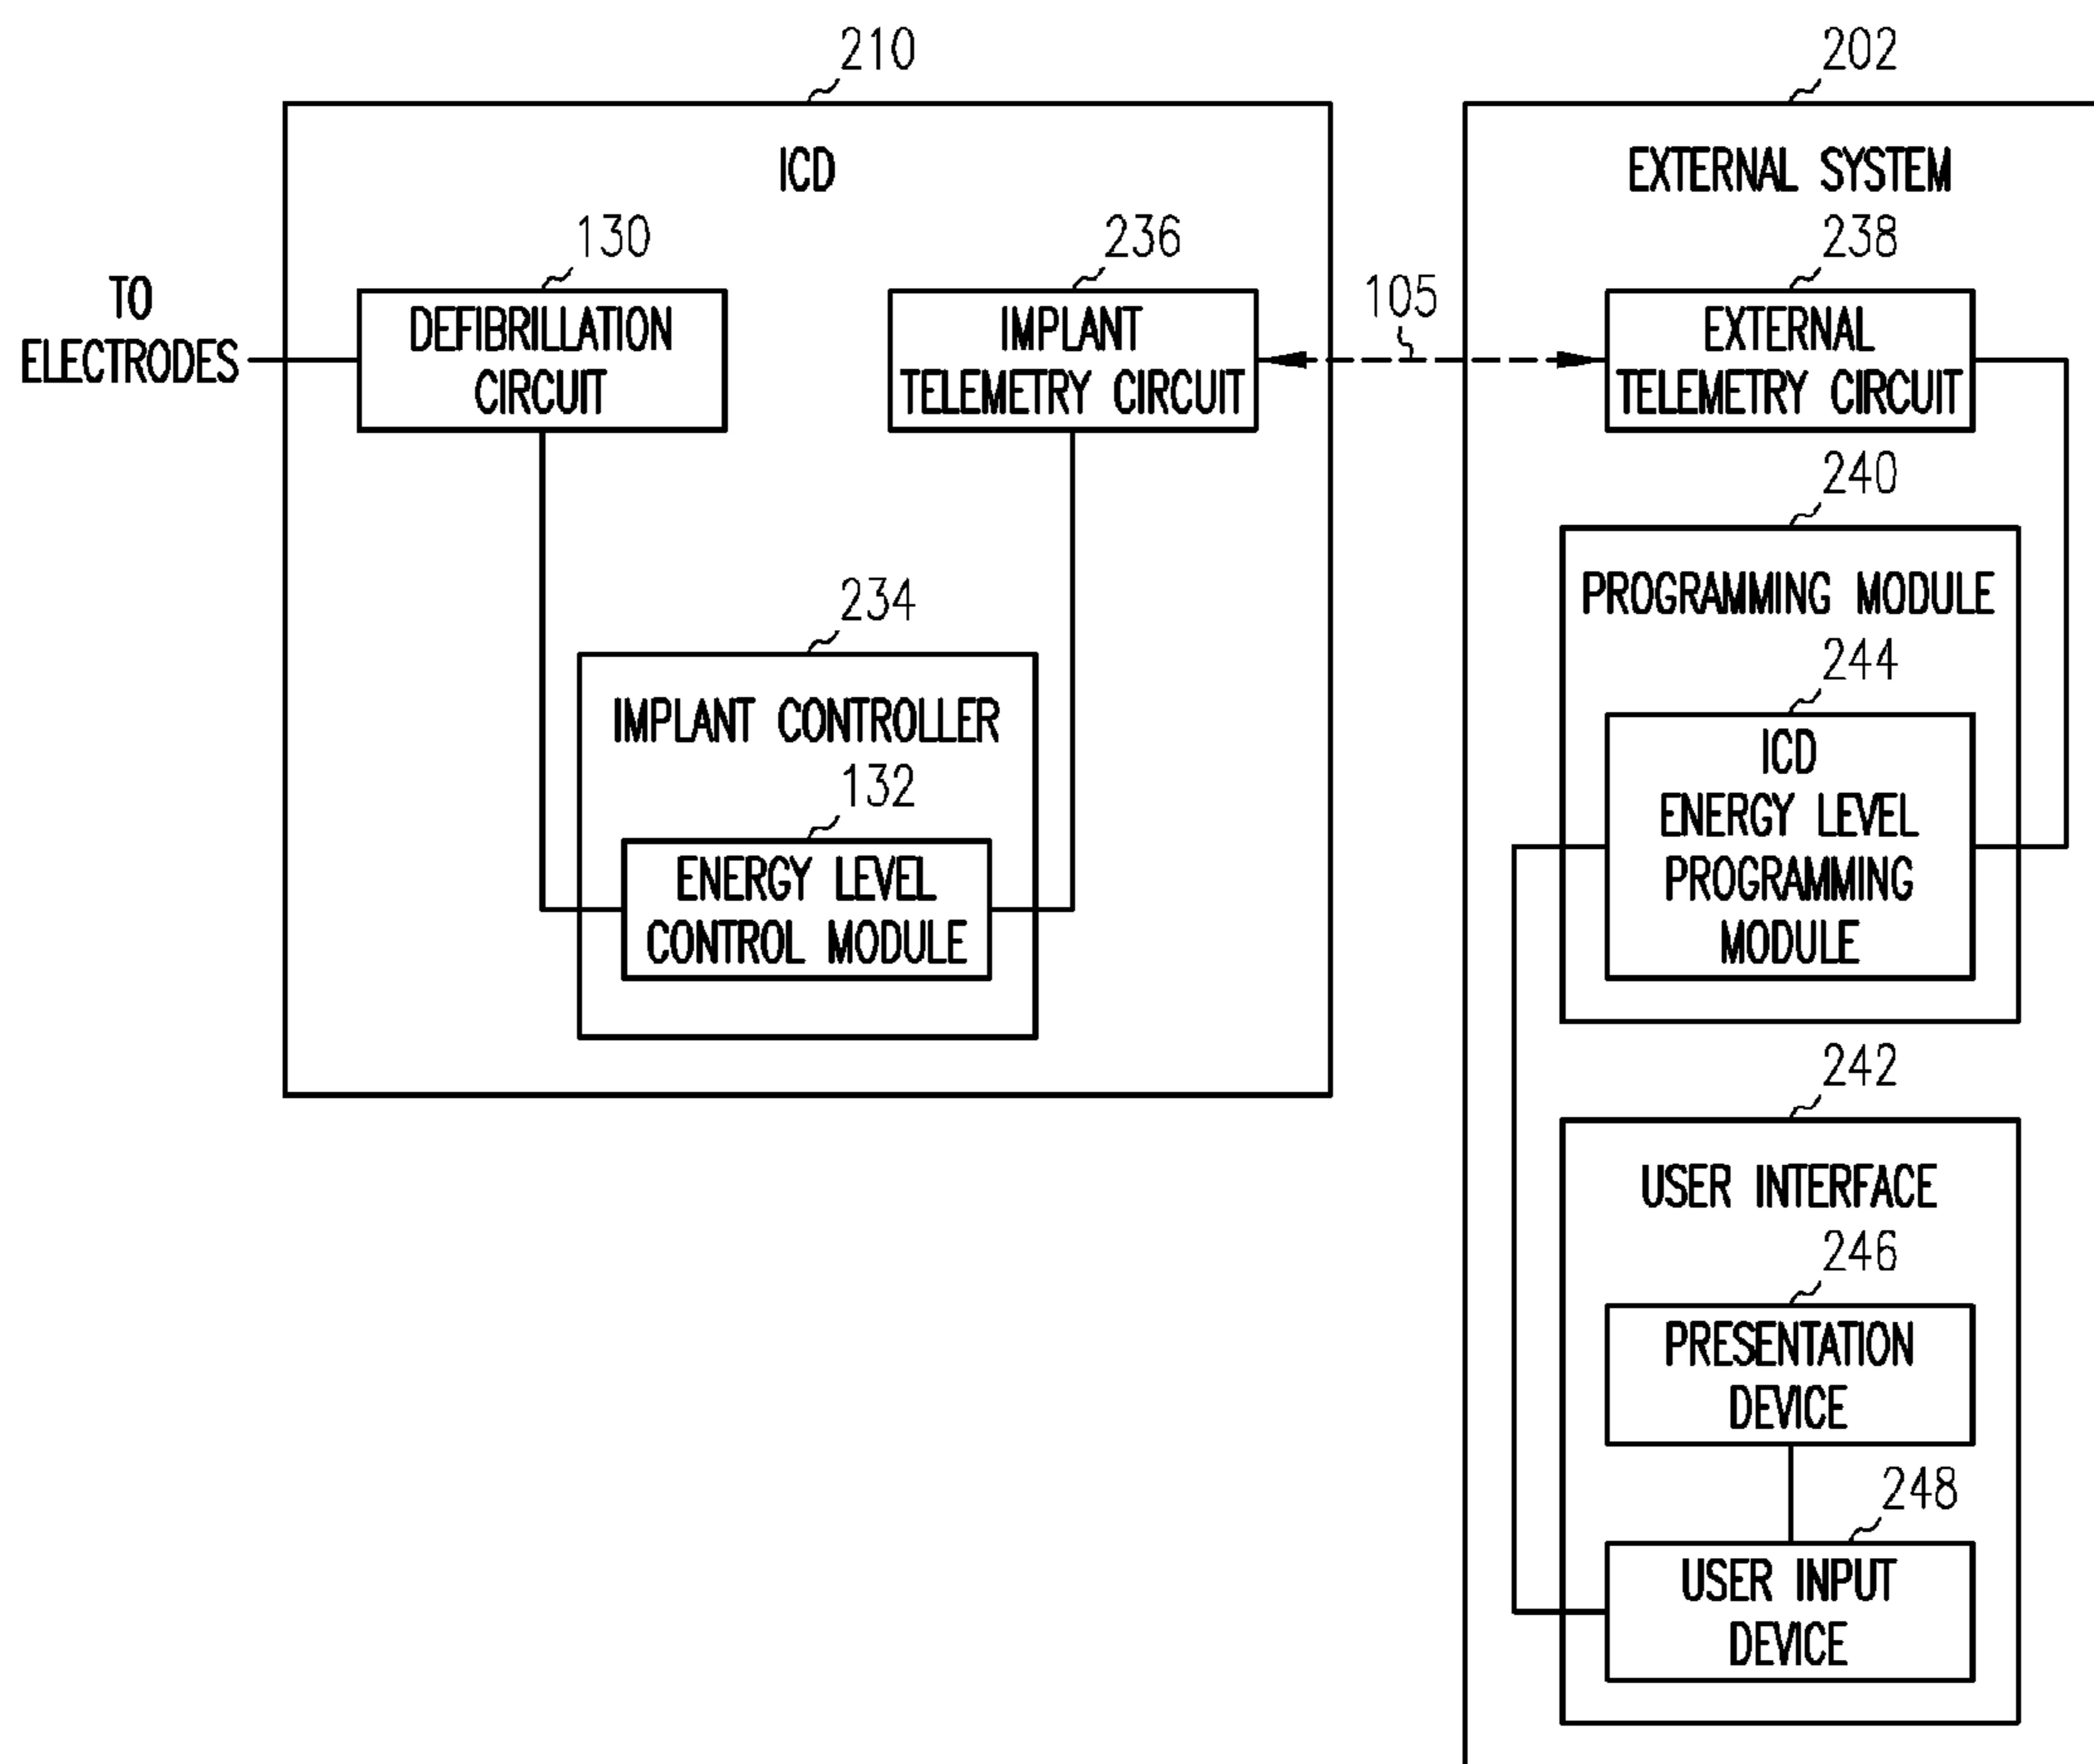 210
ICD
130
DEFIBRILLATION
CIRCUIT
TO
ELECTRODES
236
IMPLANT
TELEMETRY CIRCUIT
234
IMPLANT CONTROLLER
132
ENERGY LEVEL
CONTROL MODULE
105
202
EXTERNAL SYSTEM
238
EXTERNAL
TELEMETRY CIRCUIT
240
PROGRAMMING MODULE
244
ICD
ENERGY LEVEL
PROGRAMMING
MODULE
242
USER INTERFACE
246
PRESENTATION
DEVICE
248
USER INPUT
DEVICE